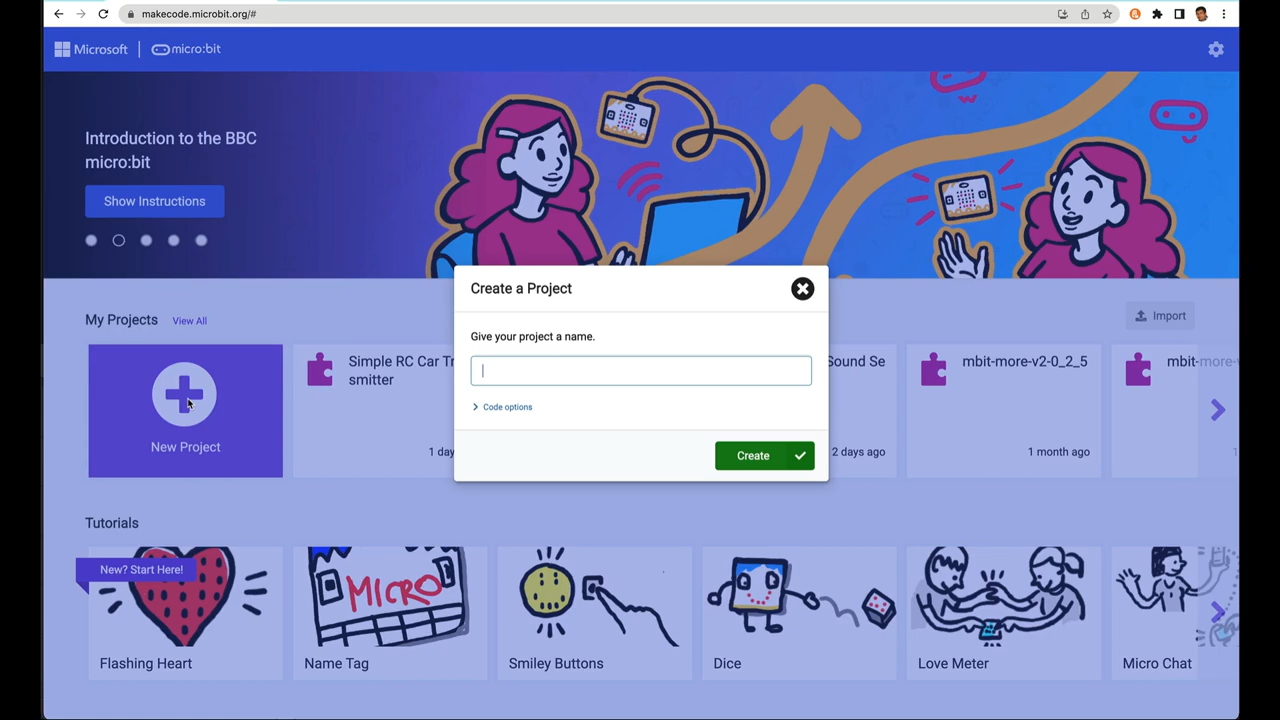 makecode.microbit.org/#
Microsoft | micro:bit
Introduction to the BBC
micro:bit
Show Instructions
Create a Project
Give your project a name.
Code options
Create
My Projects View All
Import
New Project
Simple RC Car Tr
smitter
1 day
Sound Se
2 days ago
mbit-more-v2-0_2_5
1 month ago
mbit-more-v
Tutorials
New? Start Here!
Flashing Heart
MICRO
Name Tag
Smiley Buttons
Dice
Love Meter
Micro Chat